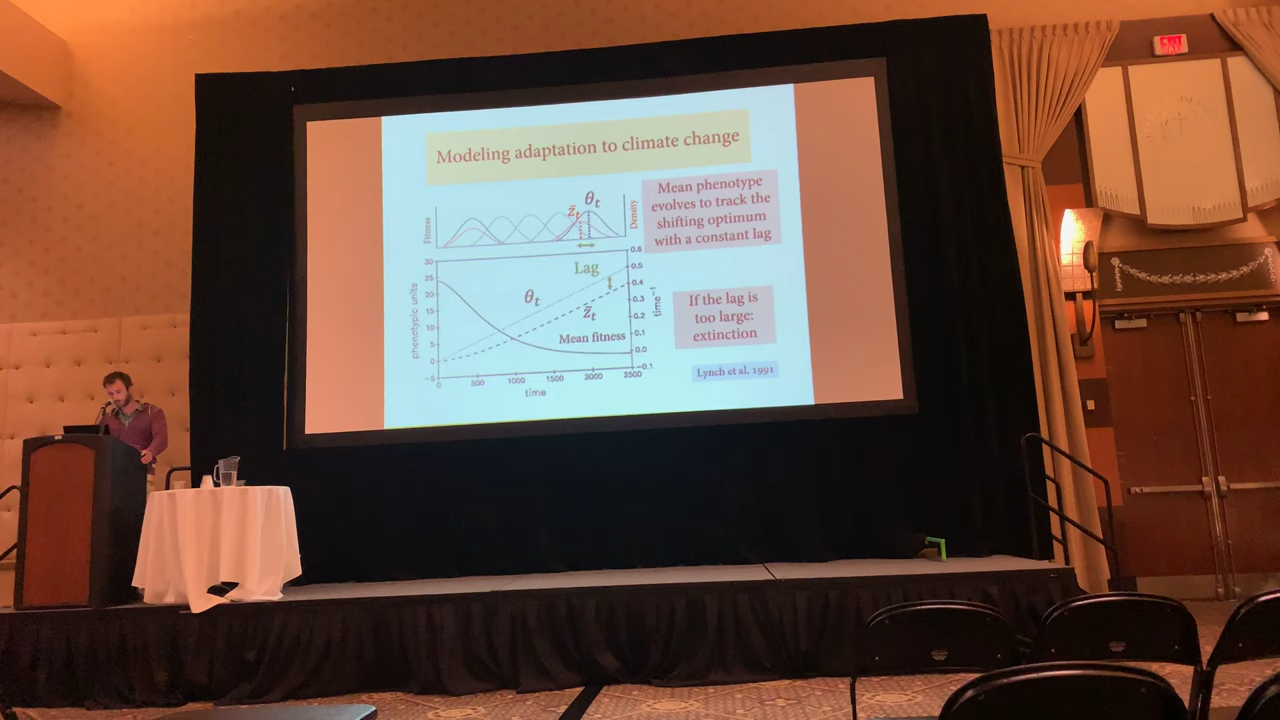 EXIT
Modeling adaptation to climate change
Fitness
z̄t
θt
Density
Mean phenotype
evolves to track the
shifting optimum
with a constant lag
phenotypic units
30
25
20
15
10
5
0
−5
Lag
θt
z̄t
Mean fitness
0.6
0.5
0.4
0.3
0.2
0.1
0.0
−0.1
time⁻¹
0
500
1000
1500
2000
2500
time
If the lag is
too large:
extinction
Lynch et al. 1991